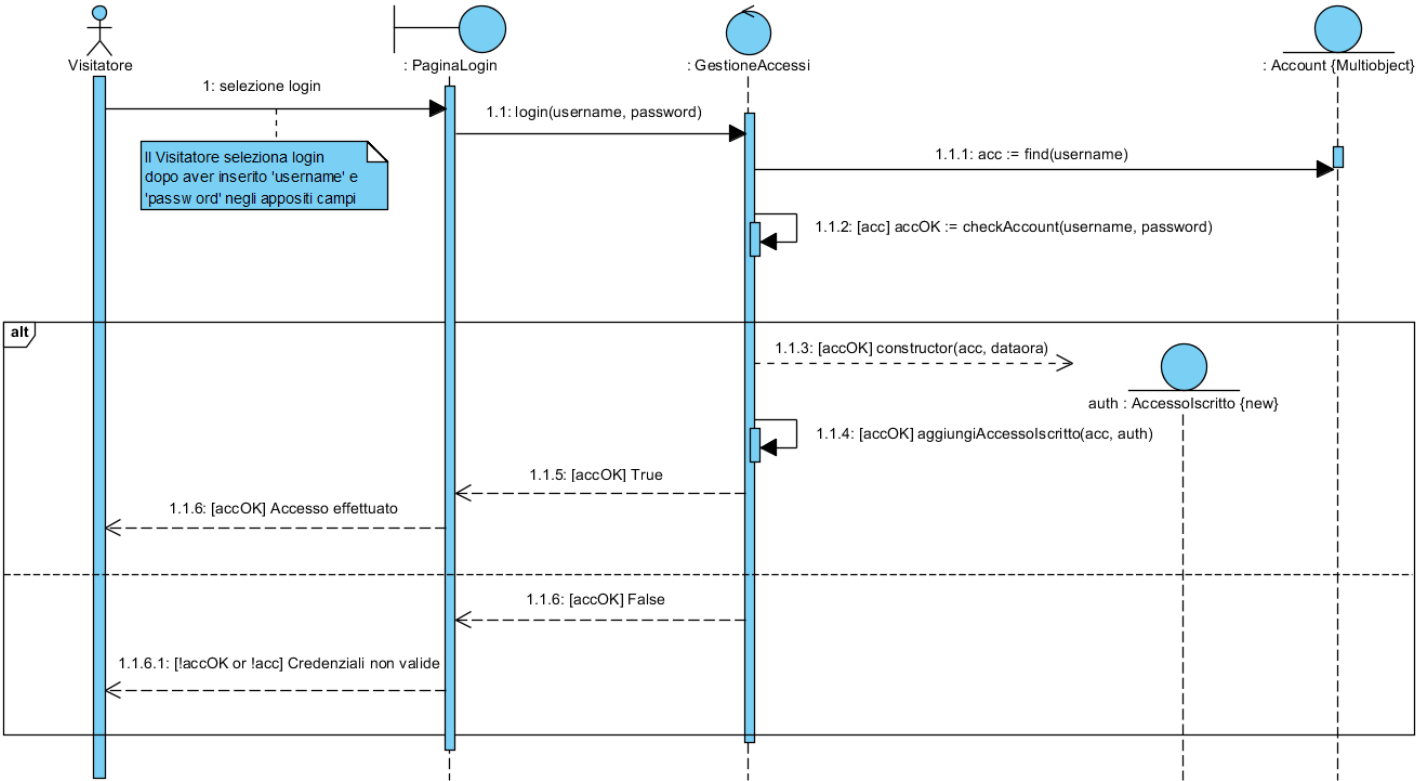 Visitatore
: PaginaLogin
: GestioneAccessi
: Account {Multiobject}
1: selezione login
1.1: login(username, password)
Il Visitatore seleziona login
dopo aver inserito 'username' e
'passw ord' negli appositi campi
1.1.1: acc := find(username)
1.1.2: [acc] accOK := checkAccount(username, password)
alt
1.1.3: [accOK] constructor(acc, dataora)
auth : AccessoIscritto {new}
1.1.4: [accOK] aggiungiAccessoIscritto(acc, auth)
1.1.5: [accOK] True
1.1.6: [accOK] Accesso effettuato
1.1.6: [accOK] False
1.1.6.1: [!accOK or !acc] Credenziali non valide